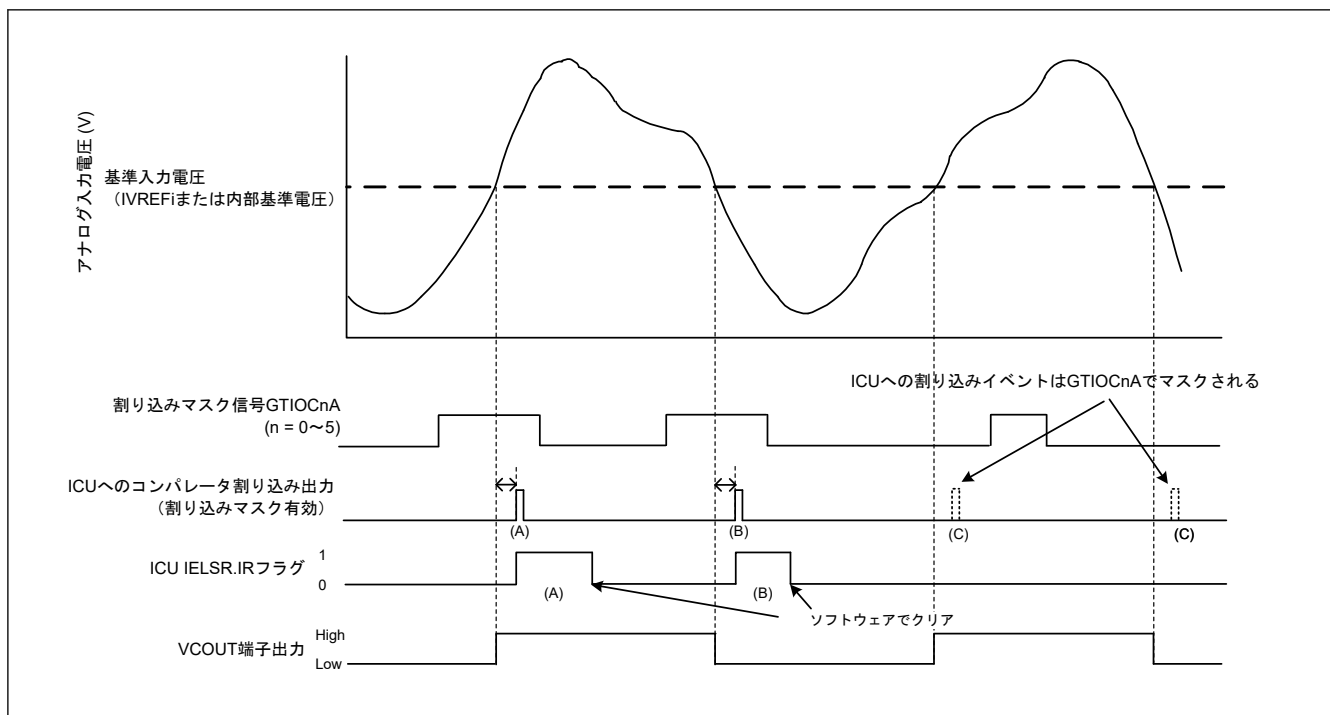 アナログ入力電圧 (V)
基準入力電圧
（IVREFiまたは内部基準電圧）
ICUへの割り込みイベントはGTIOCnAでマスクされる
割り込みマスク信号GTIOCnA
(n = 0～5)
ICUへのコンパレータ割り込み出力
（割り込みマスク有効）
(A)
(B)
(C)
(C)
ICU IELSR.IRフラグ
1
0
(A)
(B)
ソフトウェアでクリア
VCOUT端子出力
High
Low